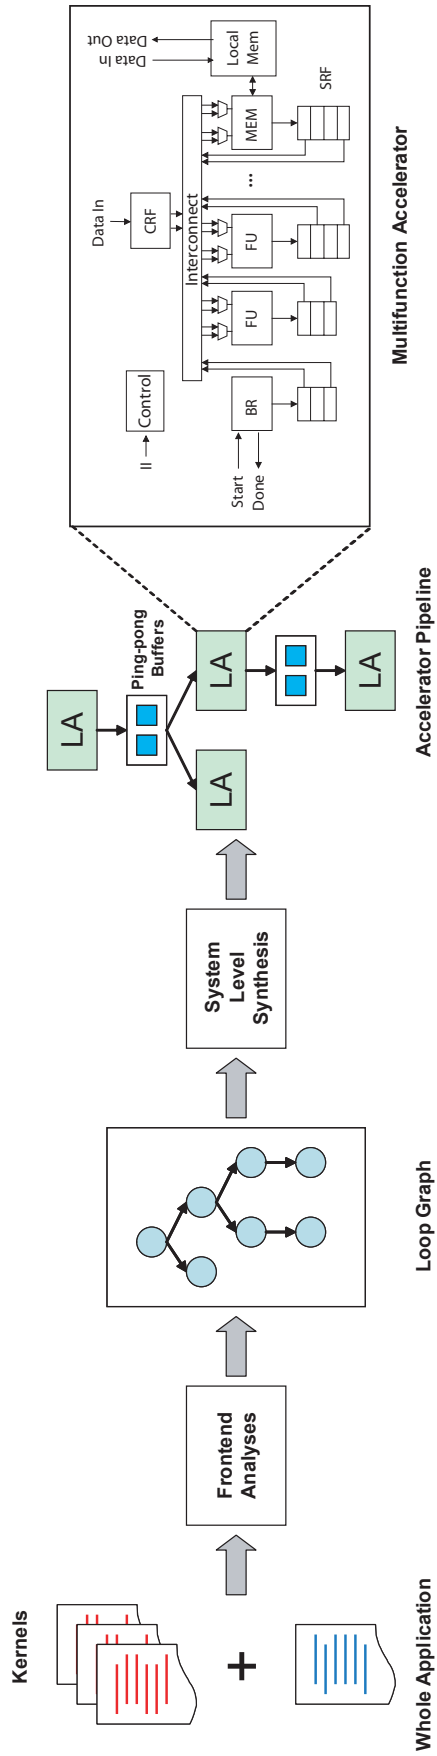 Kernels
+
Whole Application
Frontend
Analyses
Loop Graph
System
Level
Synthesis
LA
Ping-pong
Buffers
LA
LA
LA
Accelerator Pipeline
II
Control
Start
Done
BR
Data In
CRF
Interconnect
FU
FU
...
MEM
Local
Mem
Data In
Data Out
SRF
Multifunction Accelerator